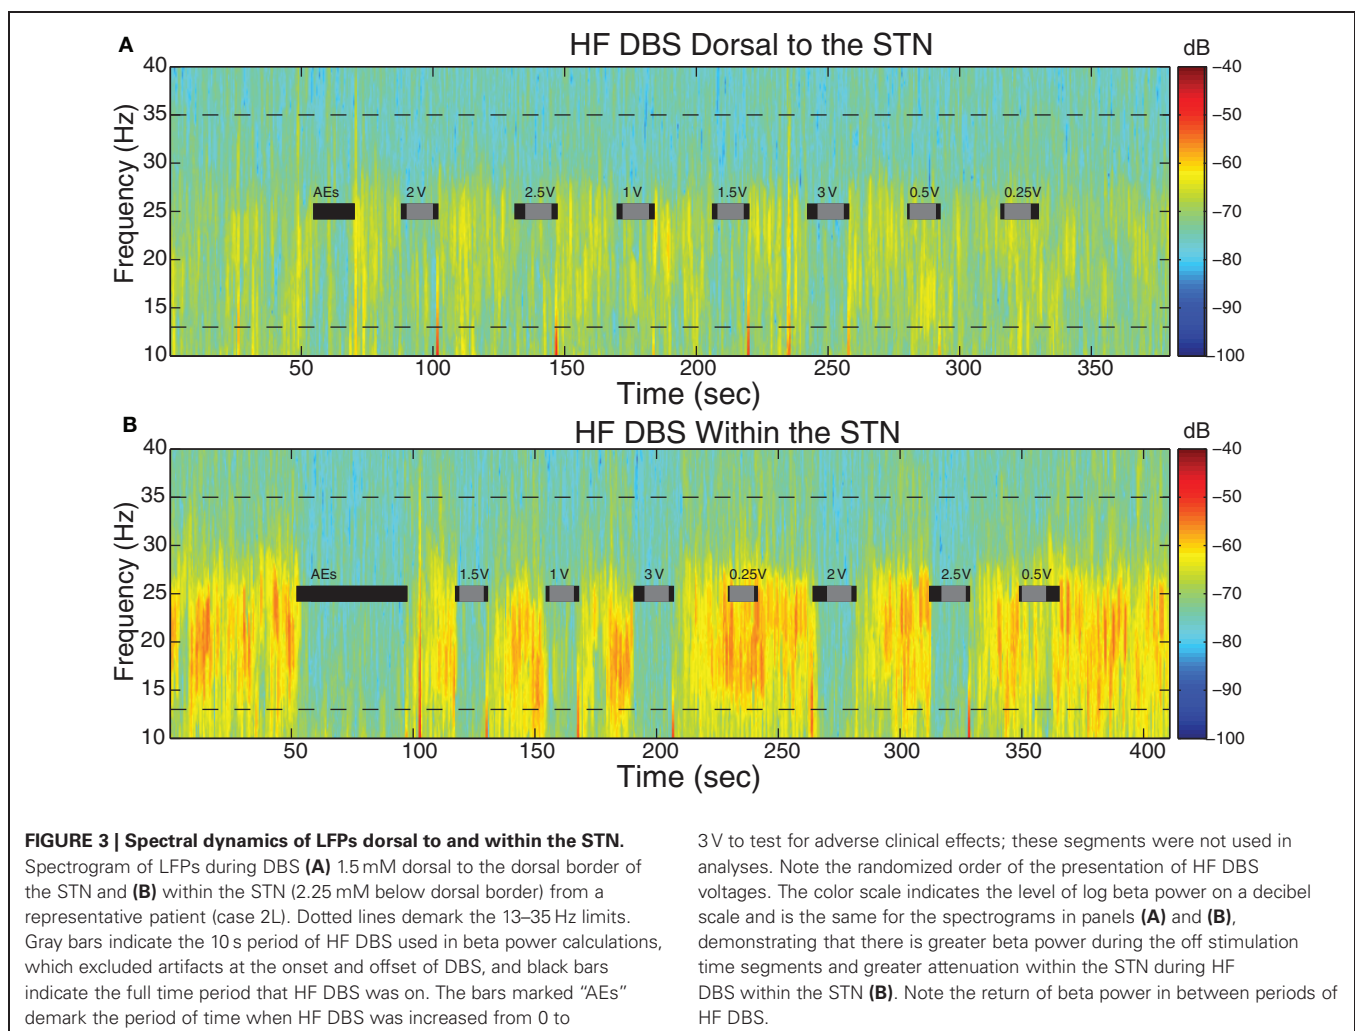 A
HF DBS Dorsal to the STN
dB
Frequency (Hz)
40
35
30
25
20
15
10
AEs
2 V
2.5V
1 V
1.5V
3 V
0.5V
0.25V
50
100
150
200
250
300
350
Time (sec)
−40
−50
−60
−70
−80
−90
−100
B
HF DBS Within the STN
dB
Frequency (Hz)
40
35
30
25
20
15
10
AEs
1.5V
1 V
3 V
0.25V
2 V
2.5V
0.5V
50
100
150
200
250
300
350
400
Time (sec)
−40
−50
−60
−70
−80
−90
−100
FIGURE 3 | Spectral dynamics of LFPs dorsal to and within the STN.
Spectrogram of LFPs during DBS (A) 1.5 mM dorsal to the dorsal border of
the STN and (B) within the STN (2.25 mM below dorsal border) from a
representative patient (case 2L). Dotted lines demark the 13–35 Hz limits.
Gray bars indicate the 10 s period of HF DBS used in beta power calculations,
which excluded artifacts at the onset and offset of DBS, and black bars
indicate the full time period that HF DBS was on. The bars marked “AEs”
demark the period of time when HF DBS was increased from 0 to
3 V to test for adverse clinical effects; these segments were not used in
analyses. Note the randomized order of the presentation of HF DBS
voltages. The color scale indicates the level of log beta power on a decibel
scale and is the same for the spectrograms in panels (A) and (B),
demonstrating that there is greater beta power during the off stimulation
time segments and greater attenuation within the STN during HF
DBS within the STN (B). Note the return of beta power in between periods of
HF DBS.